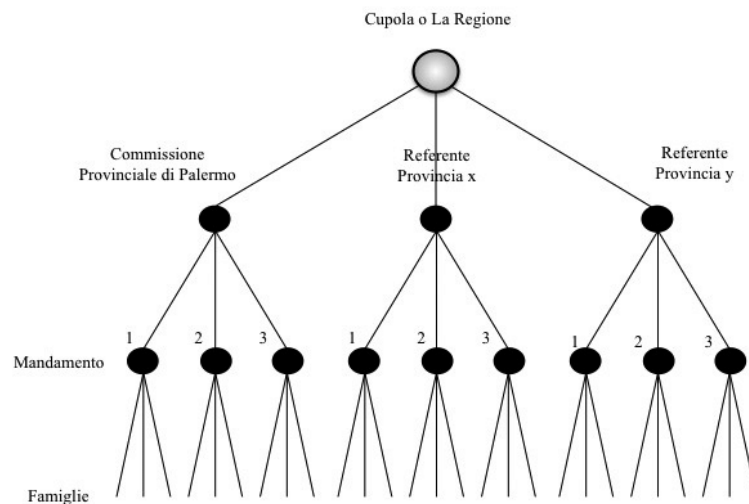 Cupola o La Regione
Commissione
Provinciale di Palermo
Referente
Provincia x
Referente
Provincia y
1
2
3
1
2
3
1
2
3
Mandamento
Famiglie